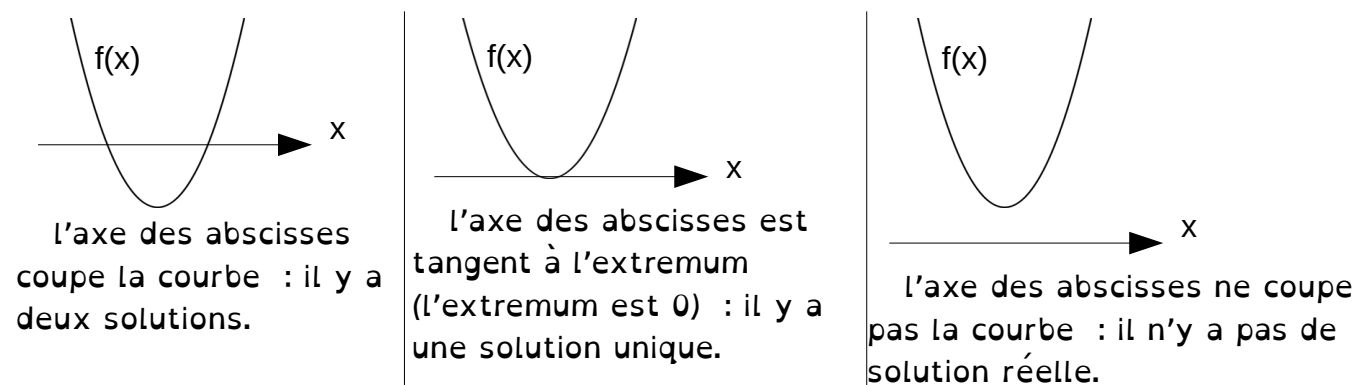 f(x)
x
l'axe des abscisses
coupe la courbe : il y a
deux solutions.
f(x)
x
l'axe des abscisses est
tangent à l'extremum
(l'extremum est 0) : il y a
une solution unique.
f(x)
x
l'axe des abscisses ne coupe
pas la courbe : il n'y a pas de
solution réelle.